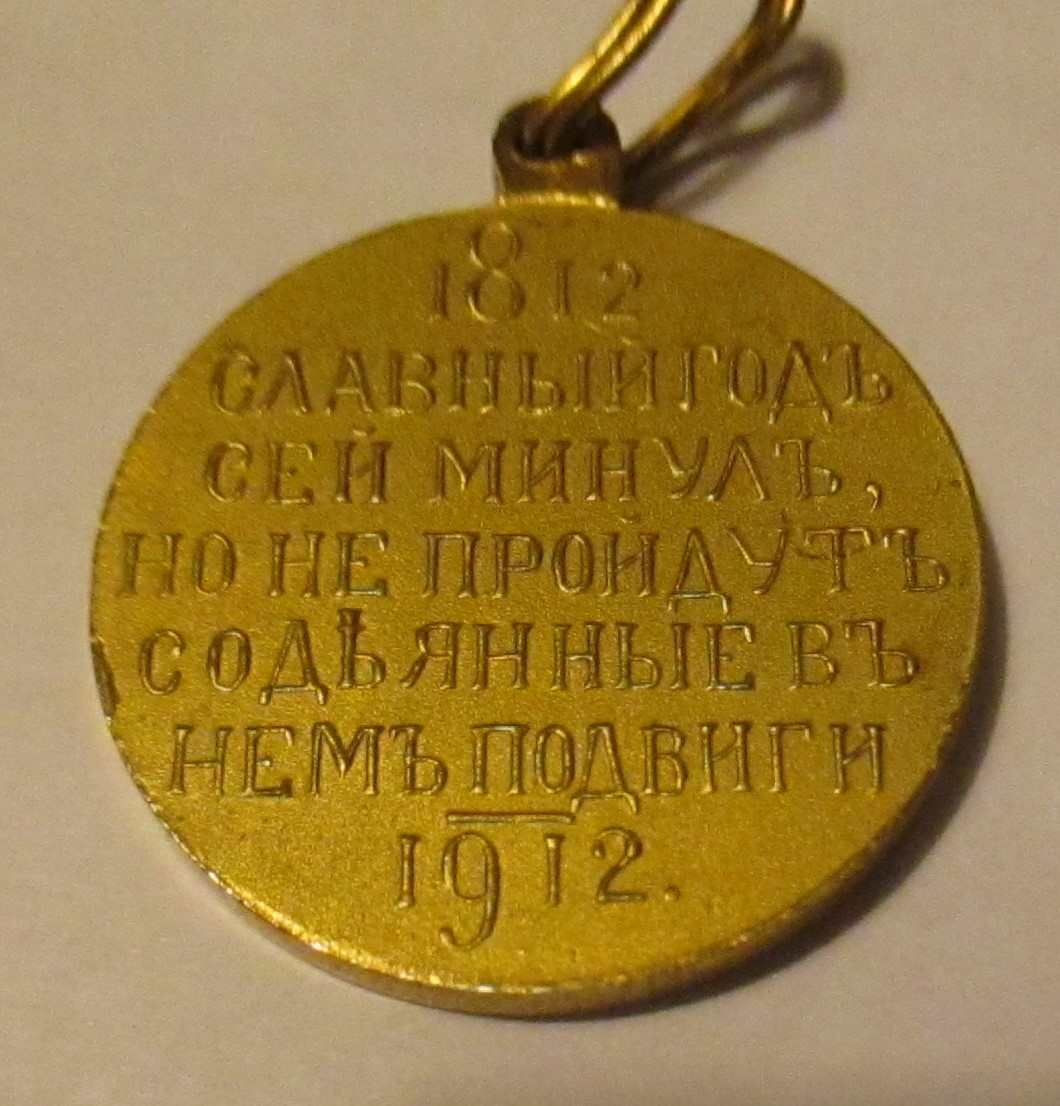 1812
СЛАВНЫЙ ГОДЪ
СЕЙ МИНУЛЪ,
НО НЕ ПРОЙДУТЪ
СОДѢЯННЫЕ ВЪ
НЕМЪ ПОДВИГИ
1912.